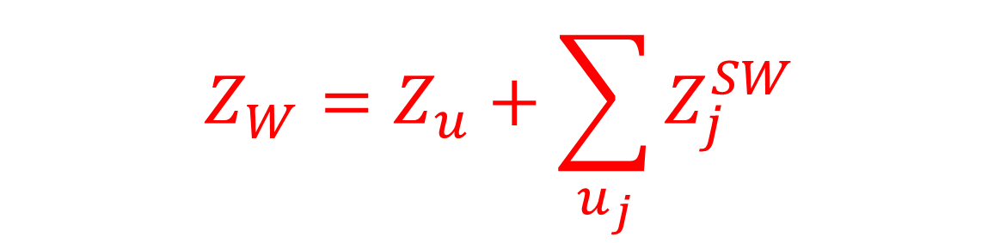 Z_W = Z_u + \sum_{u_j} Z_j^{SW}